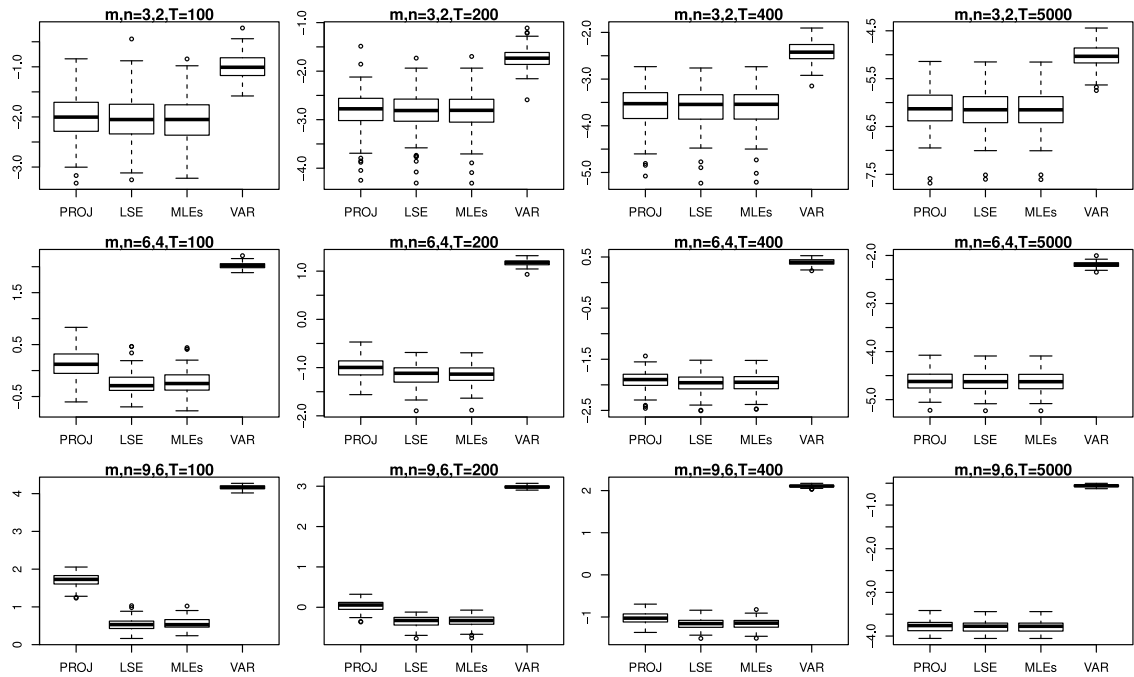 m,n=3,2,T=100
m,n=3,2,T=200
m,n=3,2,T=400
m,n=3,2,T=5000
−1.0
−2.0
−3.0
−1.0
−2.0
−3.0
−4.0
−2.0
−3.0
−4.0
−5.0
−4.5
−5.5
−6.5
−7.5
PROJ LSE MLEs VAR
PROJ LSE MLEs VAR
PROJ LSE MLEs VAR
PROJ LSE MLEs VAR
m,n=6,4,T=100
m,n=6,4,T=200
m,n=6,4,T=400
m,n=6,4,T=5000
1.5
0.5
−0.5
1.0
0.0
−1.0
−2.0
0.5
−0.5
−1.5
−2.5
−2.0
−3.0
−4.0
−5.0
PROJ LSE MLEs VAR
PROJ LSE MLEs VAR
PROJ LSE MLEs VAR
PROJ LSE MLEs VAR
m,n=9,6,T=100
m,n=9,6,T=200
m,n=9,6,T=400
m,n=9,6,T=5000
4
3
2
1
0
3
2
1
0
2
1
0
−1
−1.0
−2.0
−3.0
−4.0
PROJ LSE MLEs VAR
PROJ LSE MLEs VAR
PROJ LSE MLEs VAR
PROJ LSE MLEs VAR